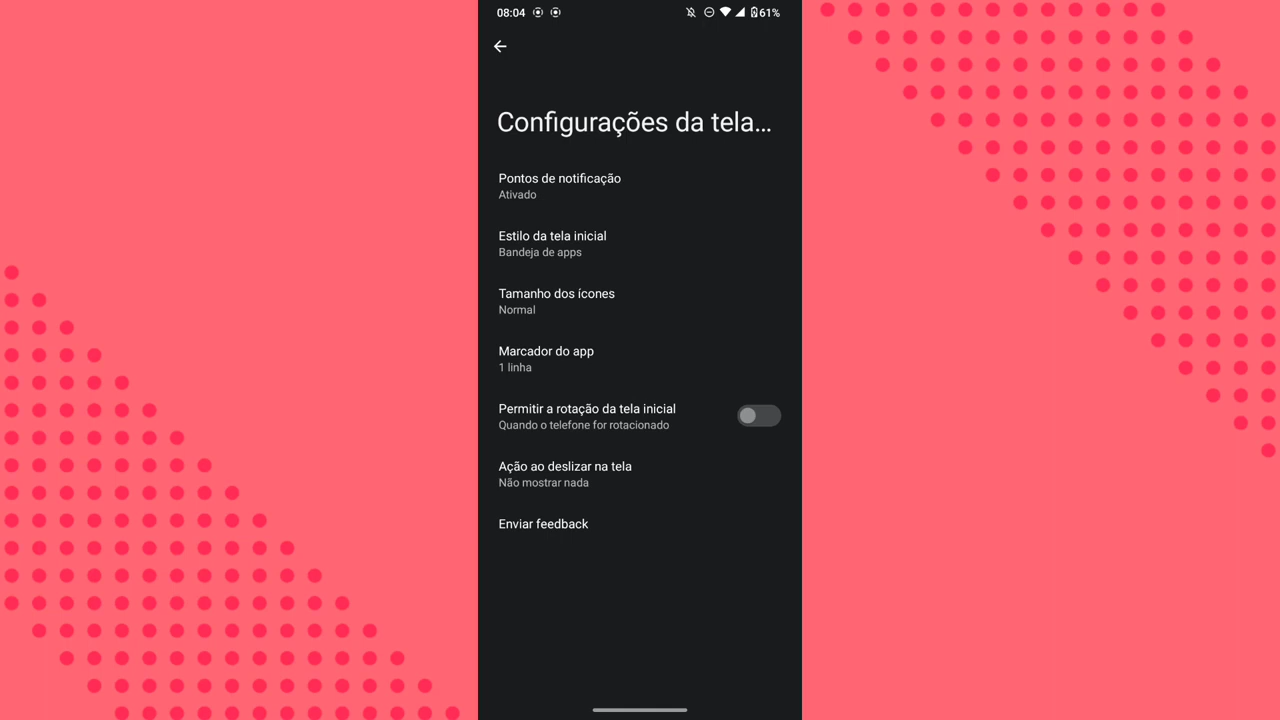 08:04 61%
Configurações da tela...
Pontos de notificação
Ativado
Estilo da tela inicial
Bandeja de apps
Tamanho dos ícones
Normal
Marcador do app
1 linha
Permitir a rotação da tela inicial
Quando o telefone for rotacionado
Ação ao deslizar na tela
Não mostrar nada
Enviar feedback